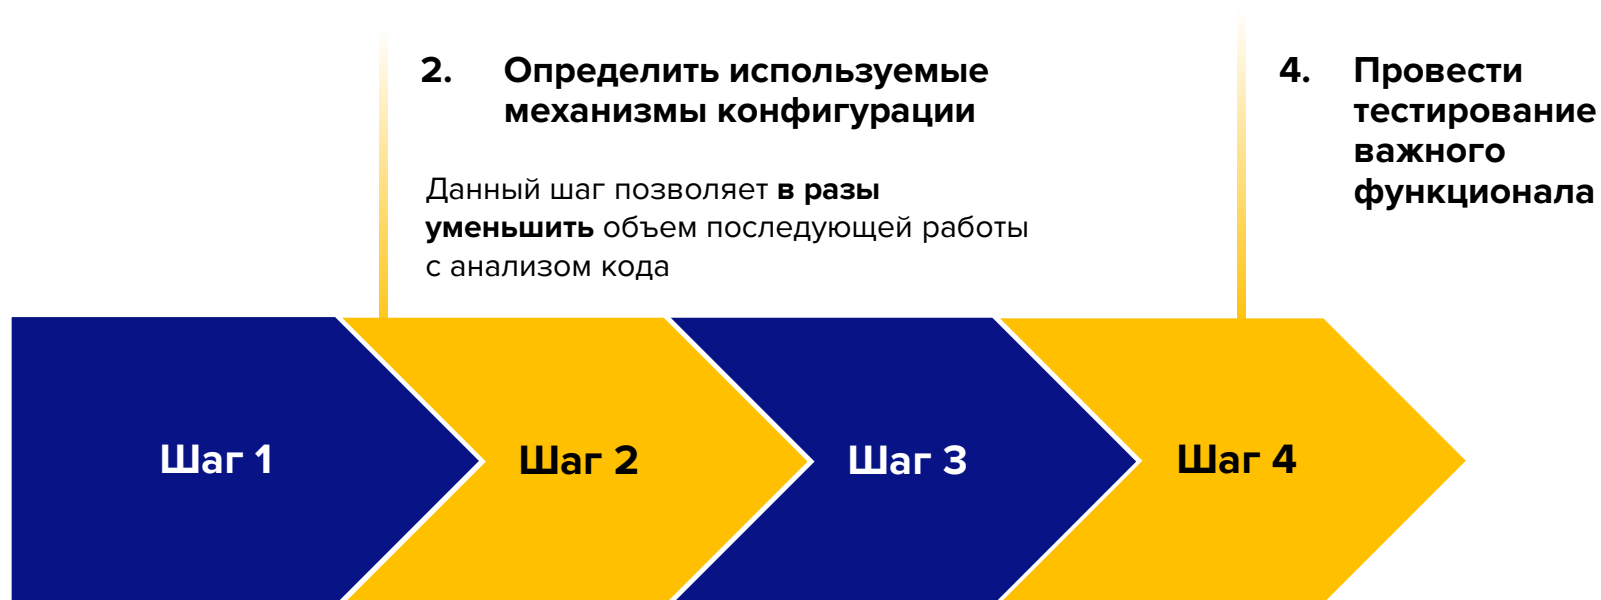 2. Определить используемые
механизмы конфигурации
Данный шаг позволяет в разы
уменьшить объем последующей работы
с анализом кода
4. Провести
тестирование
важного
функционала
Шаг 1
Шаг 2
Шаг 3
Шаг 4